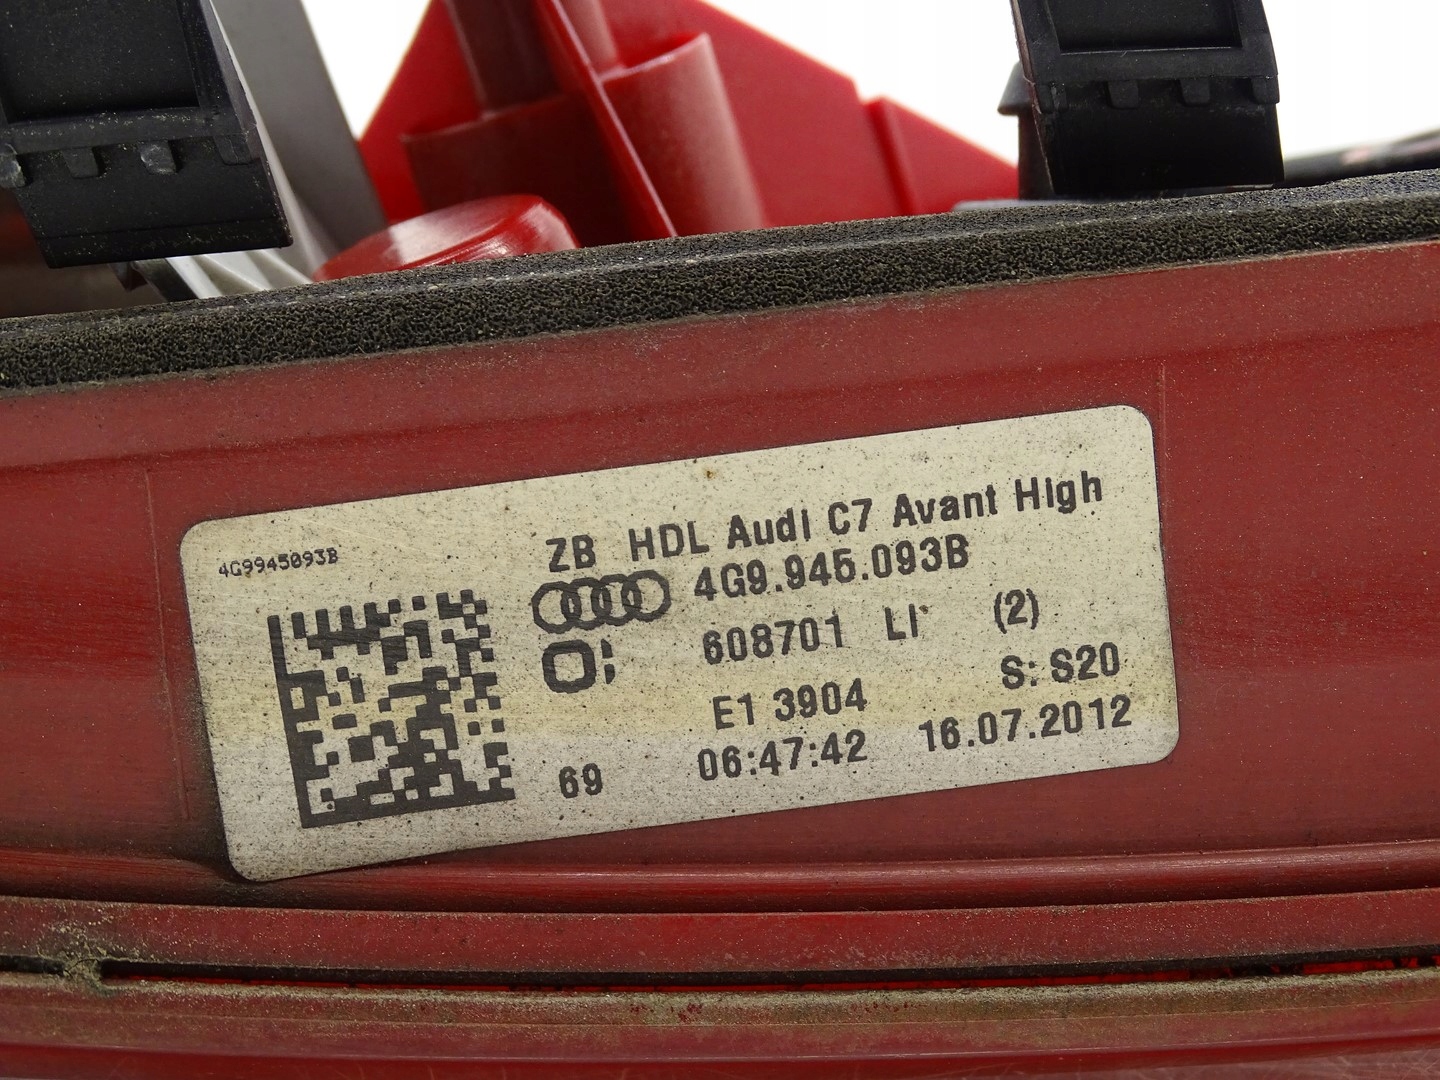 4G9945093B
ZB HDL Audi C7 Avant High
4G9.945.093B
608701 LI (2)
E1 3904 S: S20
69 06:47:42 16.07.2012